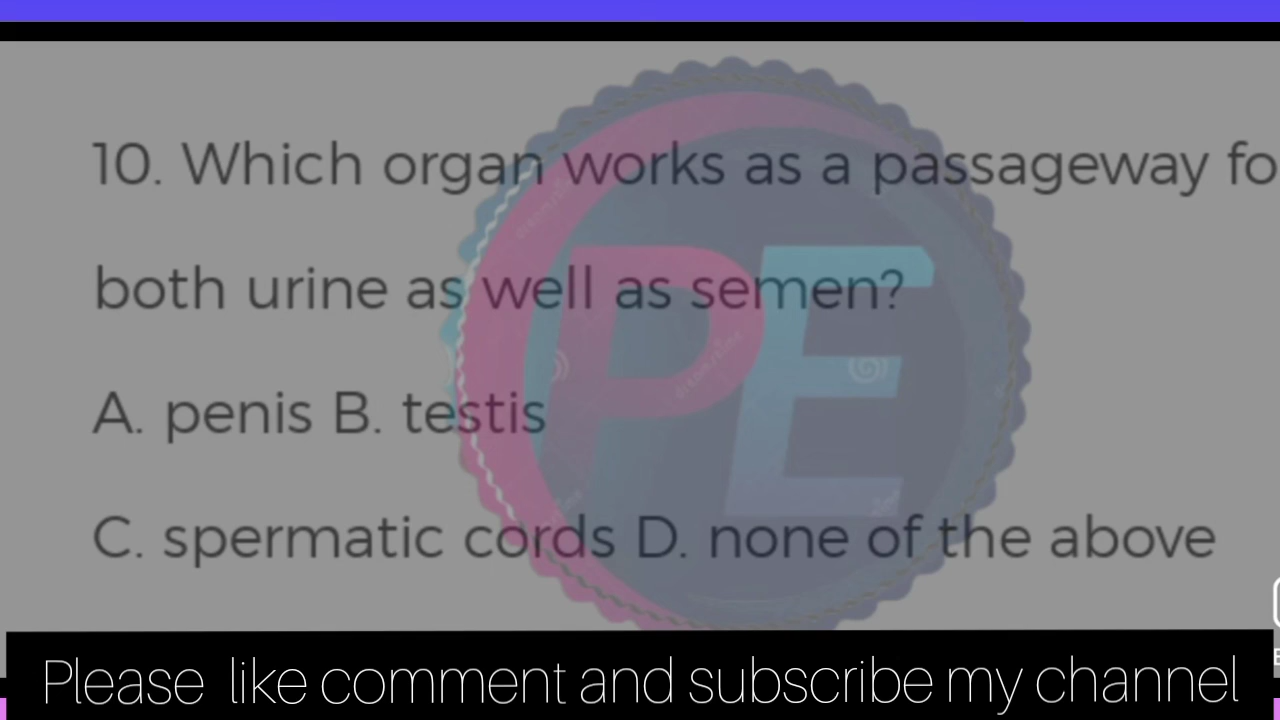 10. Which organ works as a passageway fo
both urine as well as semen?
A. penis B. testis
C. spermatic cords D. none of the above
PE
Please like comment and subscribe my channel